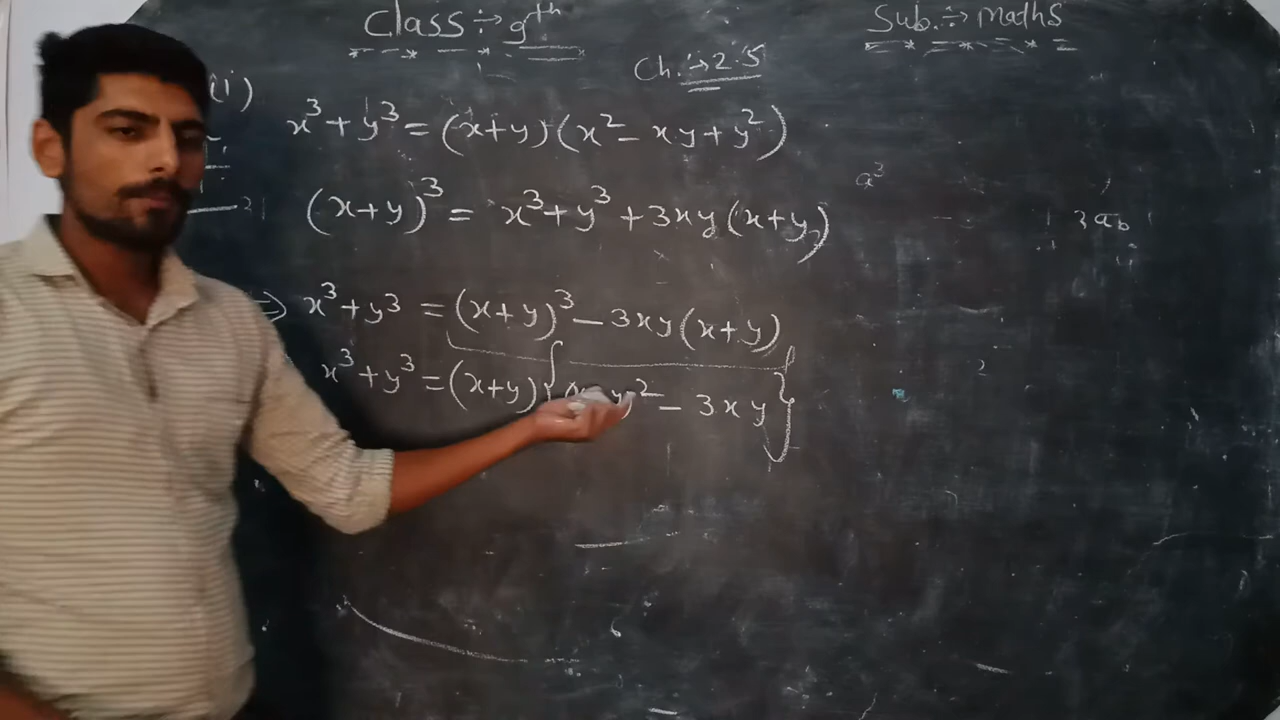 Class :→ 9th
Sub. :→ maths
Ch. :→ 2.5
(i)
x³ + y³ = (x+y)(x² - xy + y²)
a³
(x+y)³ = x³ + y³ + 3xy(x+y)
3ab
⇒ x³ + y³ = (x+y)³ - 3xy(x+y)
x³ + y³ = (x+y){(x y)² - 3xy}